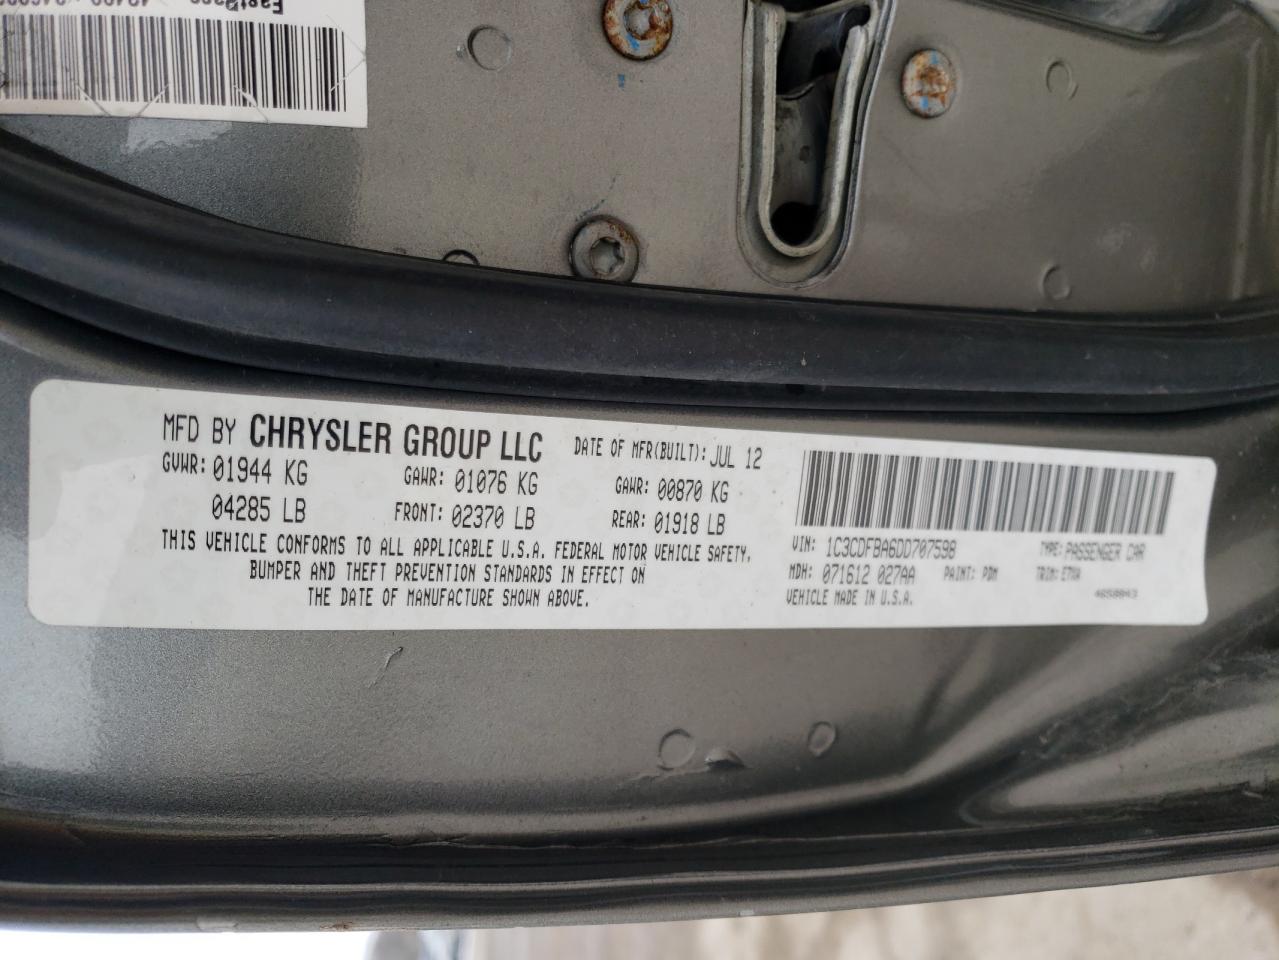 MFD BY CHRYSLER GROUP LLC DATE OF MFR(BUILT): JUL 12
GVWR: 01944 KG GAWR: 01076 KG GAWR: 00870 KG
04285 LB FRONT: 02370 LB REAR: 01918 LB
THIS VEHICLE CONFORMS TO ALL APPLICABLE U.S.A. FEDERAL MOTOR VEHICLE SAFETY,
BUMPER AND THEFT PREVENTION STANDARDS IN EFFECT ON
THE DATE OF MANUFACTURE SHOWN ABOVE.
VIN: 1C3CDFBA6DD707598 TYPE: PASSENGER CAR
MDH: 071612 027AA PAINT: PDM TRIM:
VEHICLE MADE IN U.S.A.